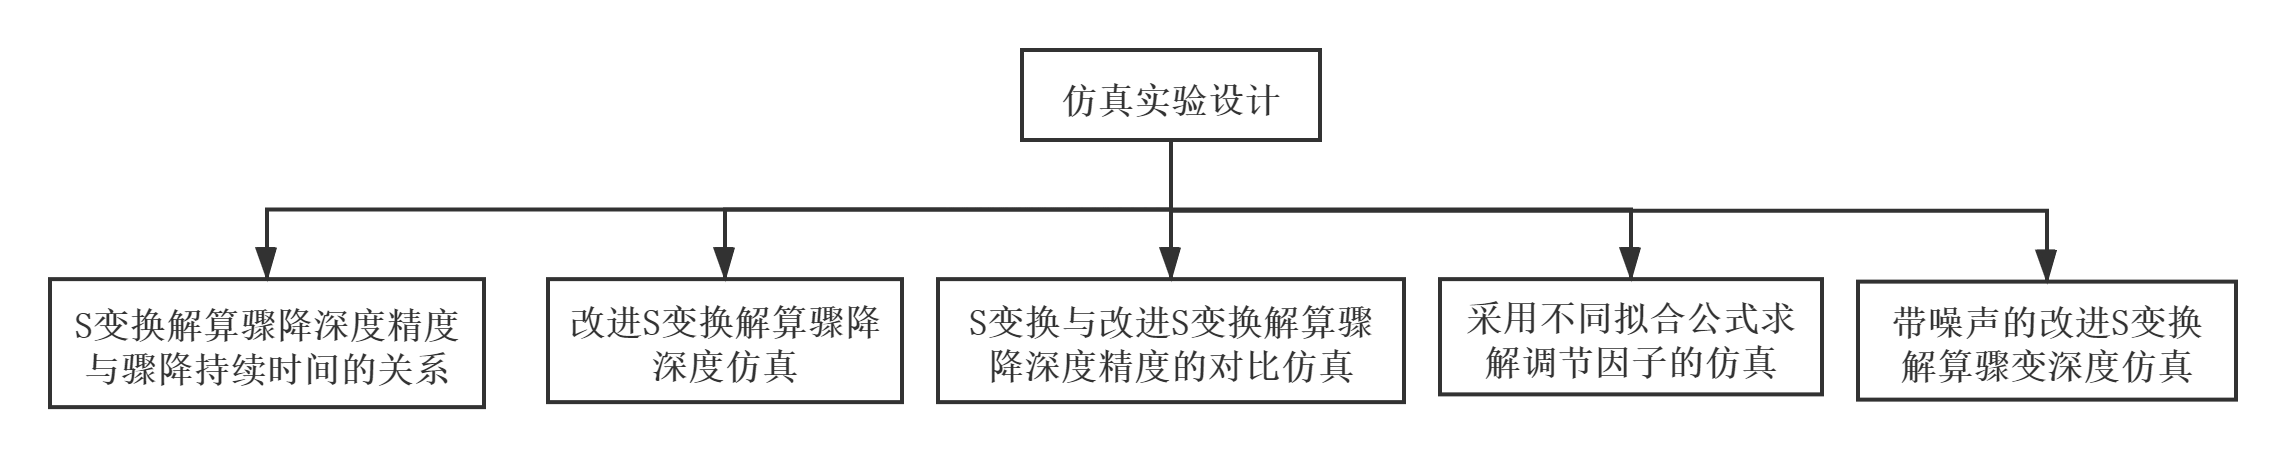 仿真实验设计
S变换解算骤降深度精度
与骤降持续时间的关系
改进S变换解算骤降
深度仿真
S变换与改进S变换解算骤
降深度精度的对比仿真
采用不同拟合公式求
解调节因子的仿真
带噪声的改进S变换
解算骤变深度仿真